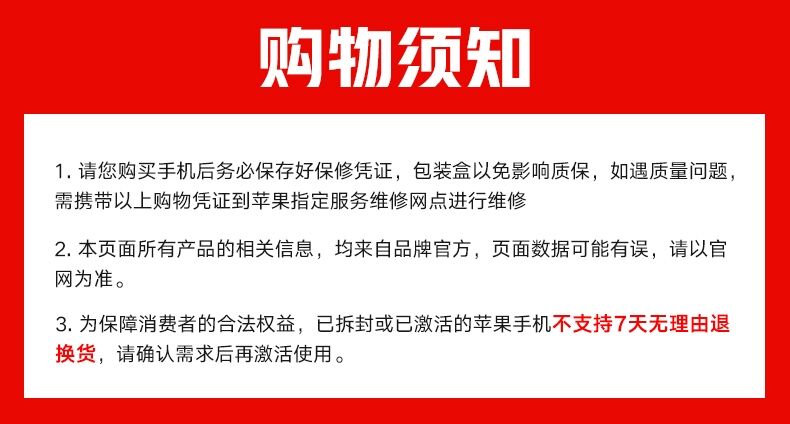 购物须知
1. 请您购买手机后务必保存好保修凭证，包装盒以免影响质保，如遇质量问题，
需携带以上购物凭证到苹果指定服务维修网点进行维修
2. 本页面所有产品的相关信息，均来自品牌官方，页面数据可能有误，请以官
网为准。
3. 为保障消费者的合法权益，已拆封或已激活的苹果手机不支持7天无理由退
换货，请确认需求后再激活使用。